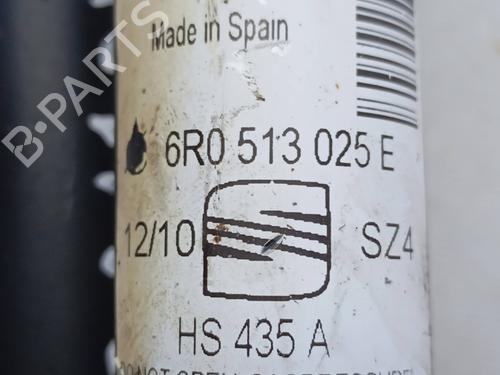 Made in Spain
6R0 513 025 E
12/10 SZ4
HS 435 A
B-PARTS